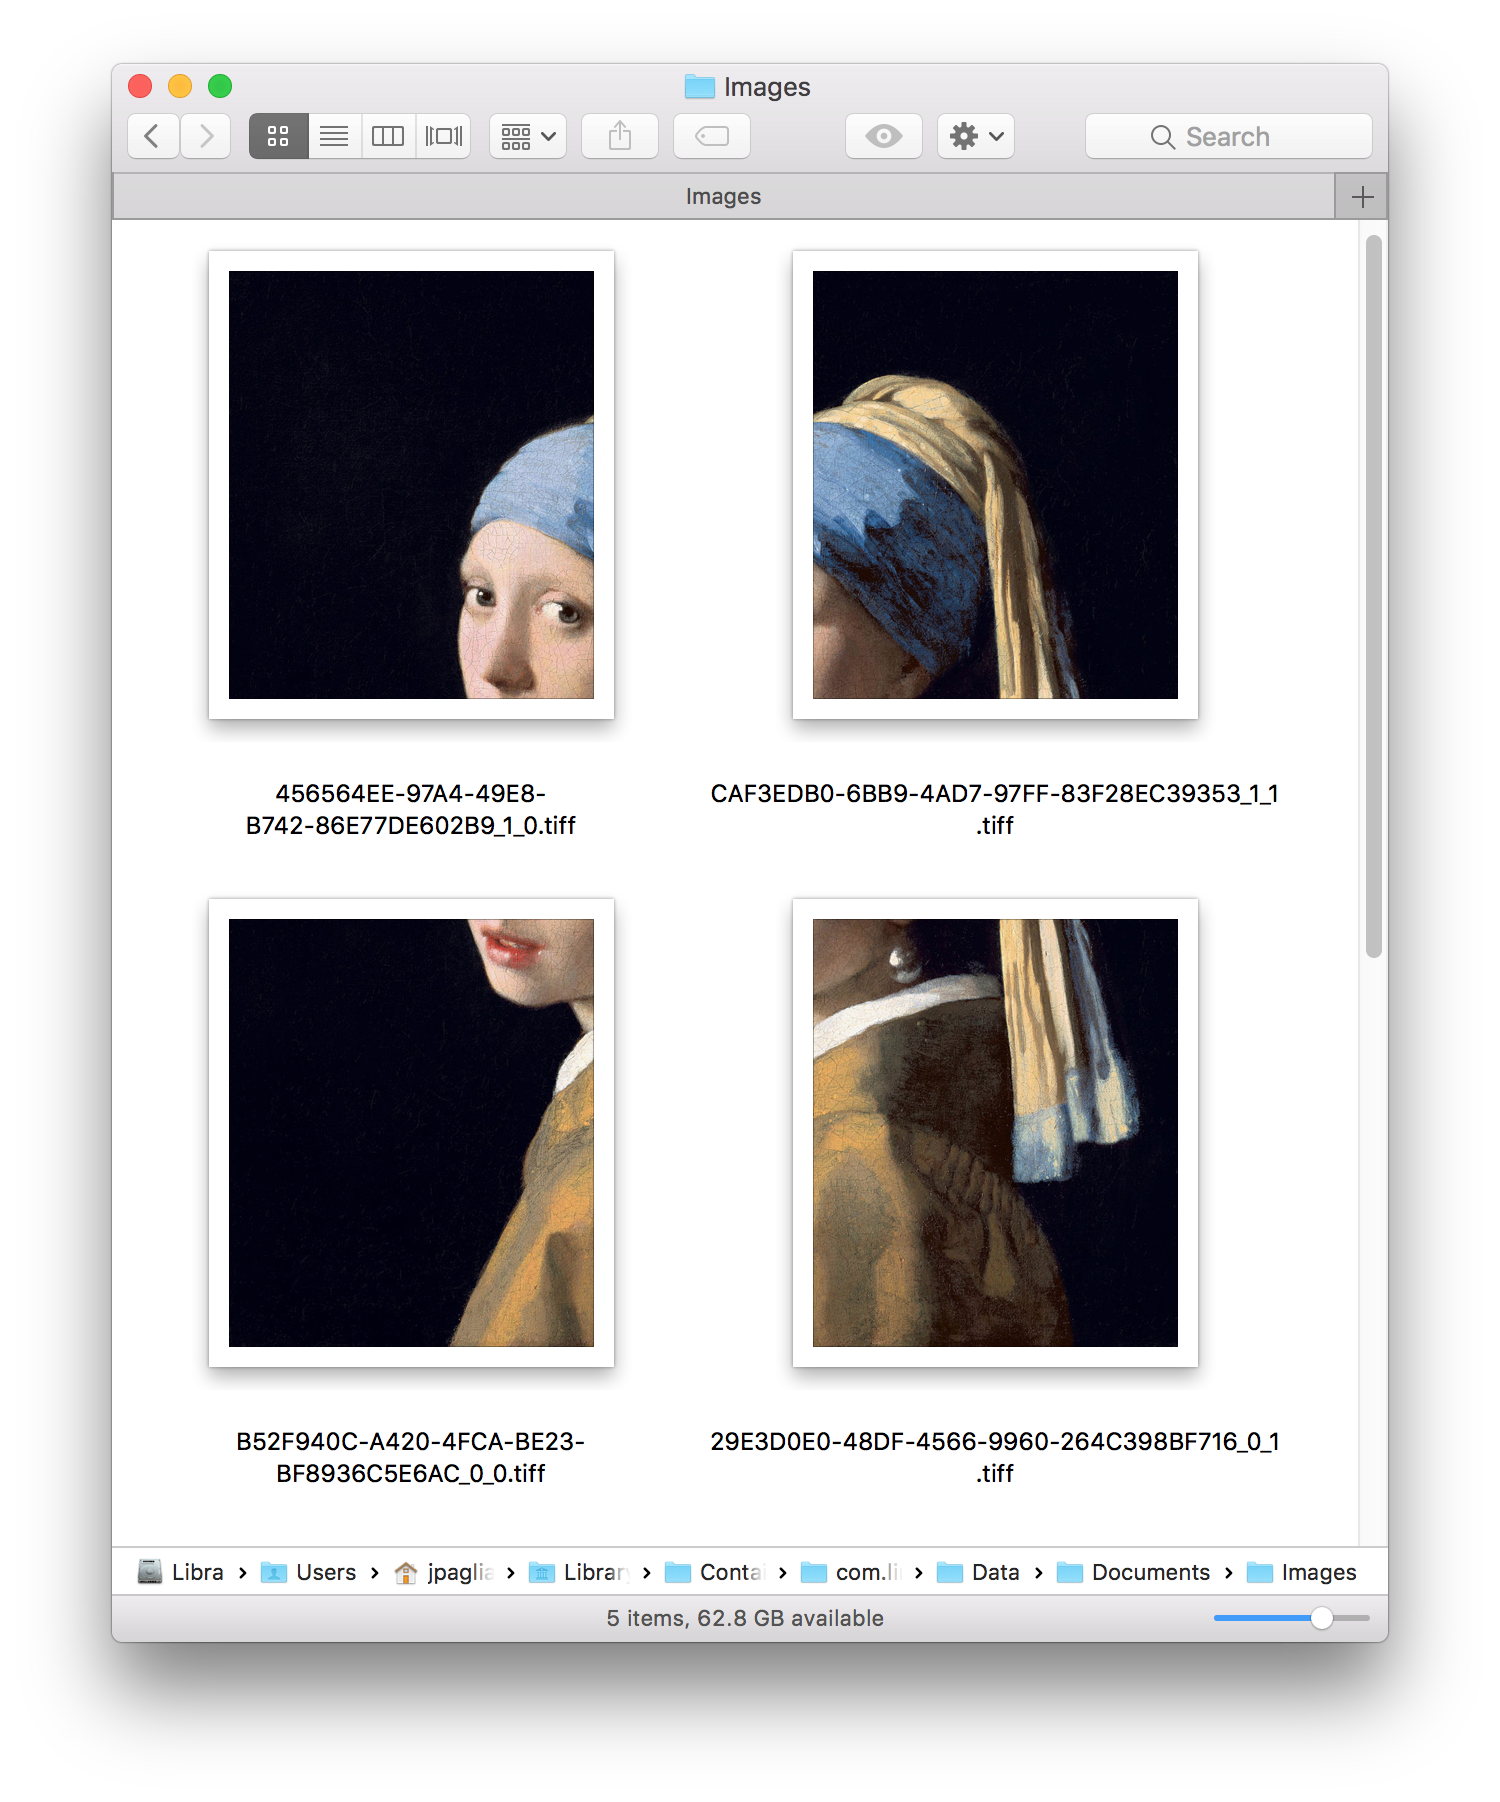 Images
Search
Images
456564EE-97A4-49E8-
B742-86E77DE602B9_1_0.tiff
CAF3EDB0-6BB9-4AD7-97FF-83F28EC39353_1_1
.tiff
B52F940C-A420-4FCA-BE23-
BF8936C5E6AC_0_0.tiff
29E3D0E0-48DF-4566-9960-264C398BF716_0_1
.tiff
Libra Users jpaglia Library Contai com.li Data Documents Images
5 items, 62.8 GB available